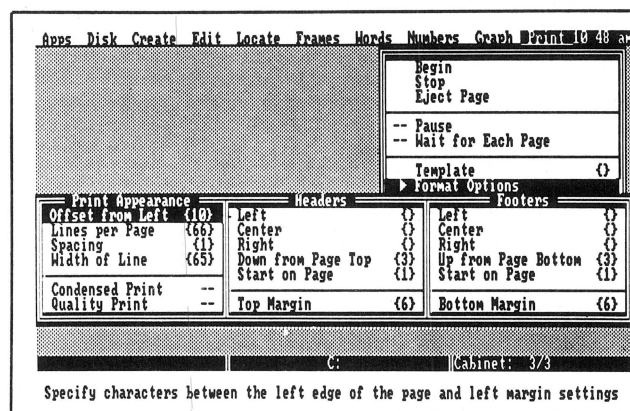 Apps Disk Create Edit Locate Frames Words Numbers Graph Print 10 48 am
Begin
Stop
Eject Page
-- Pause
-- Wait for Each Page
Template {}
Format Options
Print Appearance
Offset from Left {10}
Lines per Page {66}
Spacing {1}
Width of Line {65}
Condensed Print --
Quality Print --
Headers
Left {}
Center {}
Right {}
Down from Page Top {3}
Start on Page {1}
Top Margin {6}
Footers
Left {}
Center {}
Right {}
Up from Page Bottom {3}
Start on Page {1}
Bottom Margin {6}
C: Cabinet: 3/3
Specify characters between the left edge of the page and left margin settings